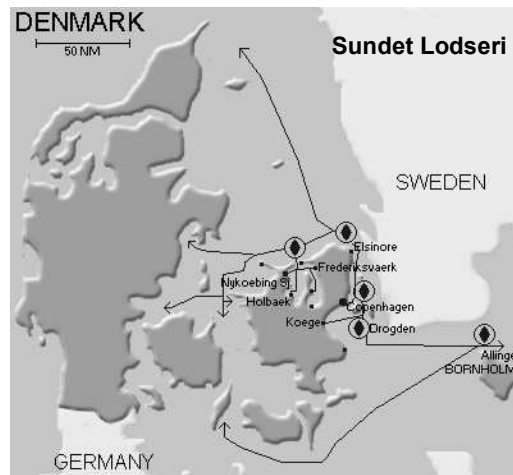 DENMARK
50 NM
Sundet Lodseri
SWEDEN
Elsinore
Frederiksvaerk
Nykoebing Sj.
Holbaek
Copenhagen
Koege
Drogden
Allinge
BORNHOLM
GERMANY